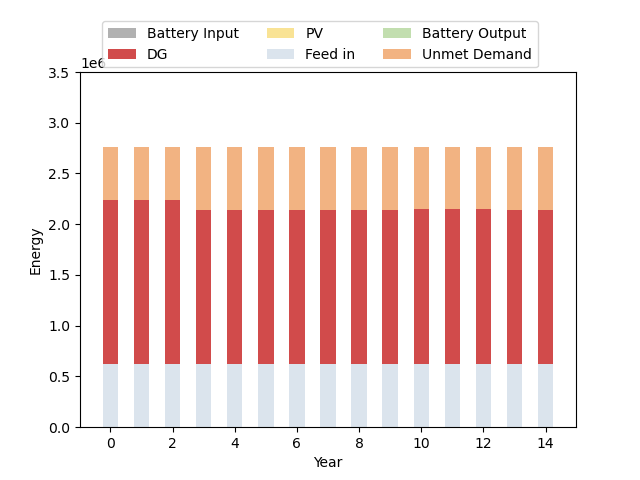 Battery Input PV Battery Output
DG Feed in Unmet Demand
1e6
3.5
3.0
2.5
2.0
1.5
1.0
0.5
0.0
Energy
0 2 4 6 8 10 12 14
Year